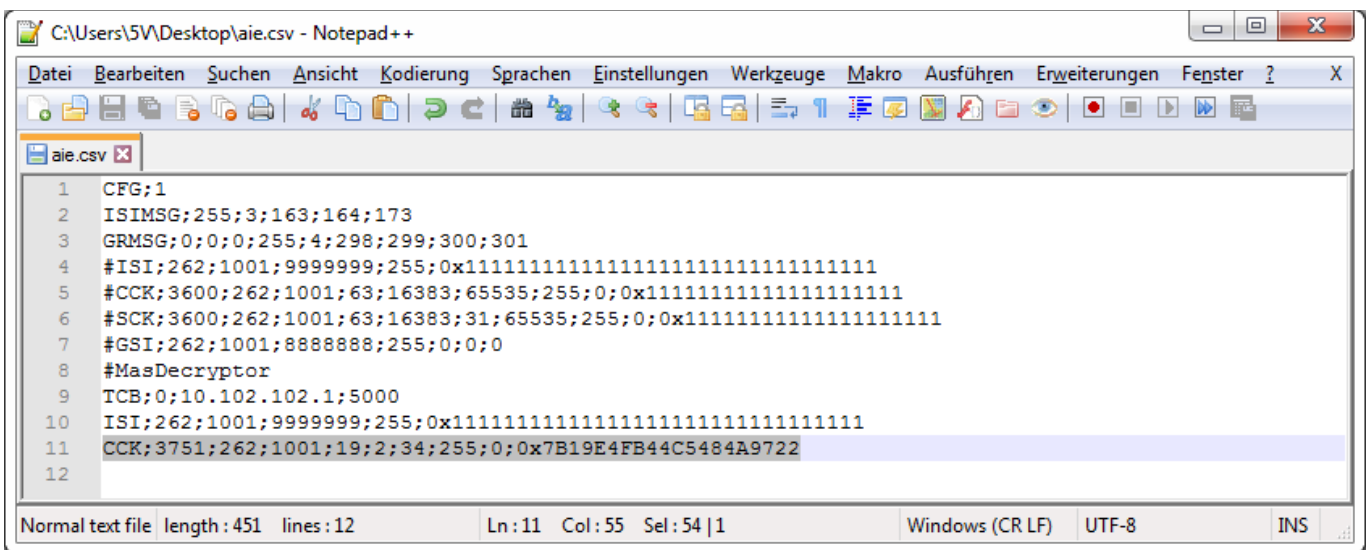 C:\Users\5V\Desktop\aie.csv - Notepad++
Datei Bearbeiten Suchen Ansicht Kodierung Sprachen Einstellungen Werkzeuge Makro Ausführen Erweiterungen Fenster ? X
aie.csv
1 CFG;1
2 ISIMSG;255;3;163;164;173
3 GRMSG;0;0;0;255;4;298;299;300;301
4 #ISI;262;1001;9999999;255;0x11111111111111111111111111111111
5 #CCK;3600;262;1001;63;16383;65535;255;0;0x11111111111111111111
6 #SCK;3600;262;1001;63;16383;31;65535;255;0;0x11111111111111111111
7 #GSI;262;1001;8888888;255;0;0;0
8 #MasDecryptor
9 TCB;0;10.102.102.1;5000
10 ISI;262;1001;9999999;255;0x11111111111111111111111111111111
11 CCK;3751;262;1001;19;2;34;255;0;0x7B19E4FB44C5484A9722
12
Normal text file length : 451 lines : 12 Ln : 11 Col : 55 Sel : 54 | 1 Windows (CR LF) UTF-8 INS